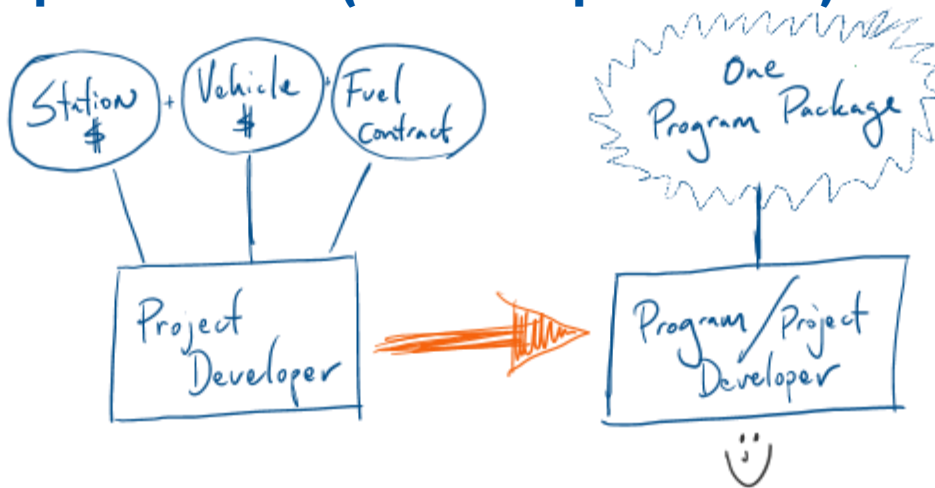 Station
$
+
Vehicle
$
+
Fuel
Contract
One
Program Package
Project
Developer
Program / Project
Developer